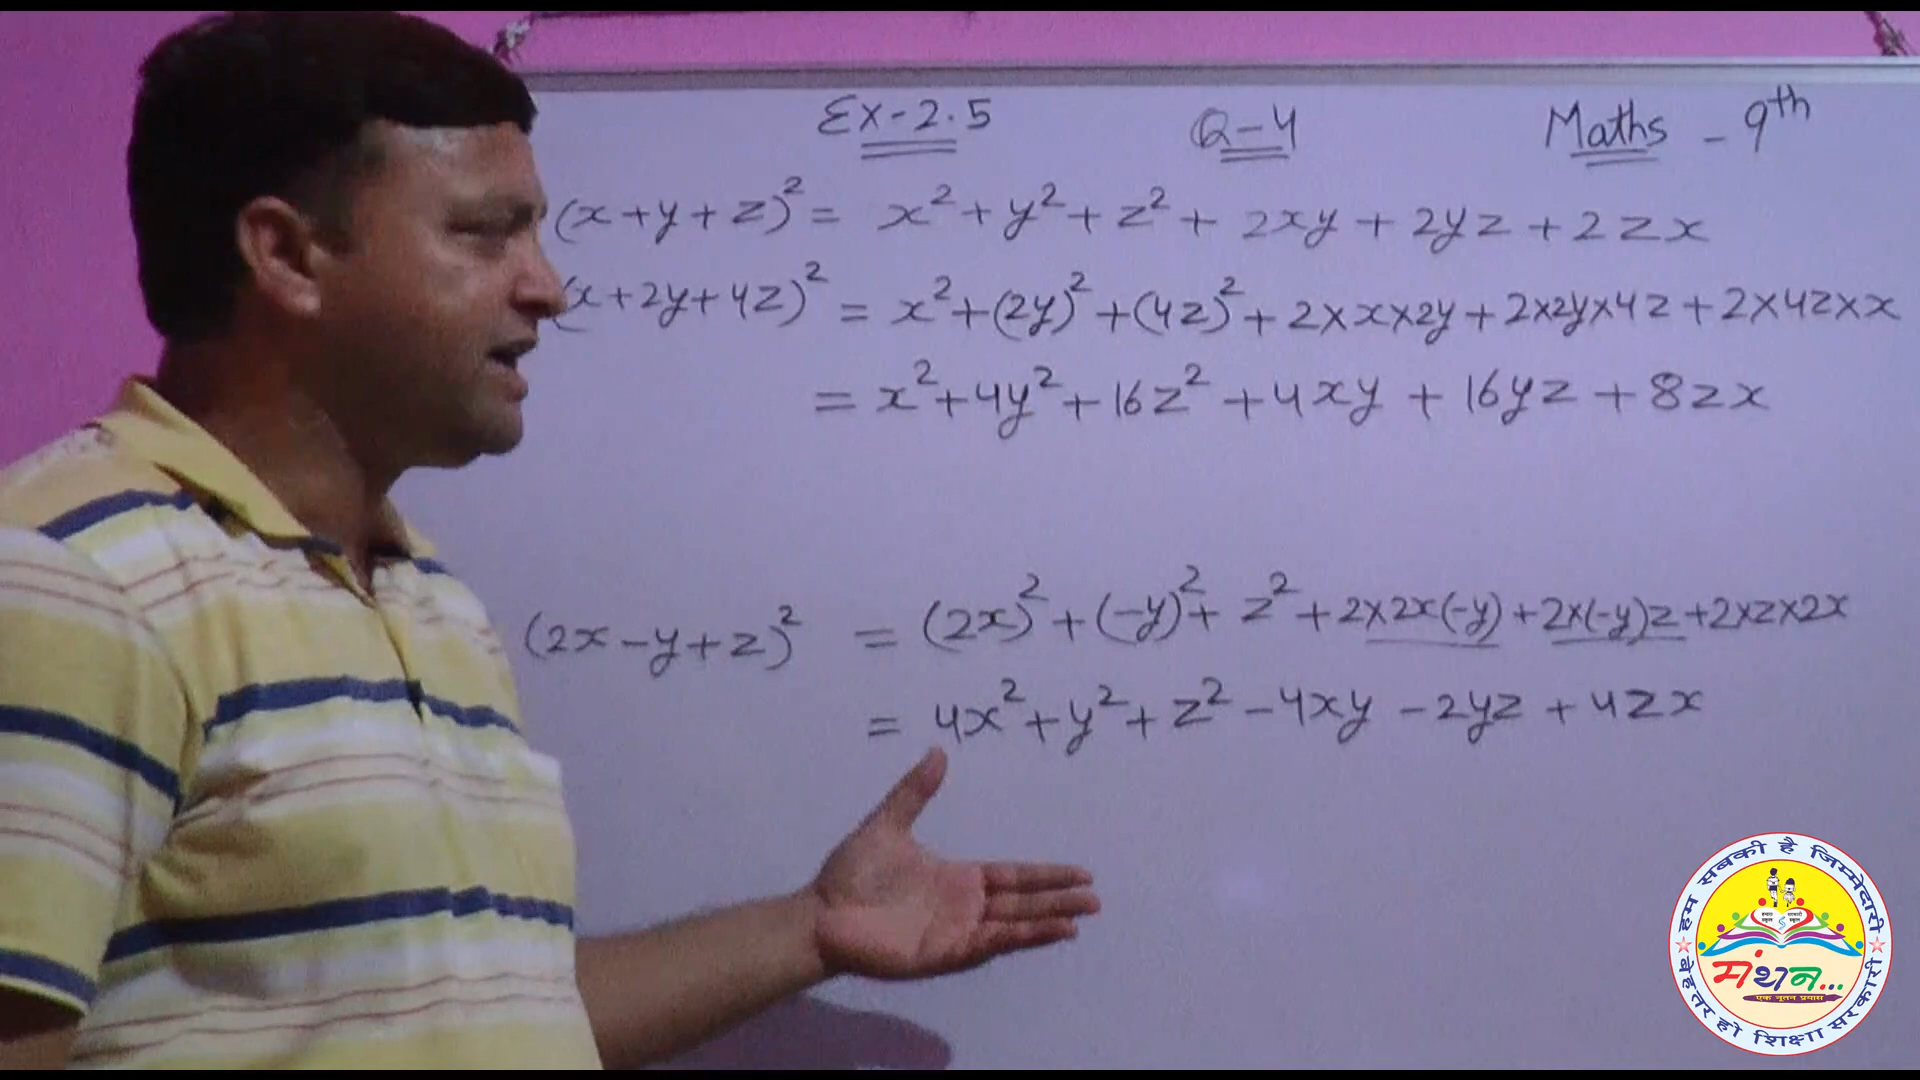 Ex-2.5 Q-4 Maths - 9th
(x+y+z)² = x² + y² + z² + 2xy + 2yz + 2zx
(x+2y+4z)² = x² + (2y)² + (4z)² + 2×x×2y + 2×2y×4z + 2×4z×x
= x² + 4y² + 16z² + 4xy + 16yz + 8zx
(2x-y+z)² = (2x)² + (-y)² + z² + 2×2x(-y) + 2×(-y)z + 2×z×2x
= 4x² + y² + z² - 4xy - 2yz + 4zx
हम सबकी है जिम्मेदारी
मंथन...
एक नूतन प्रयास
बेहतर हो शिक्षा सरकारी